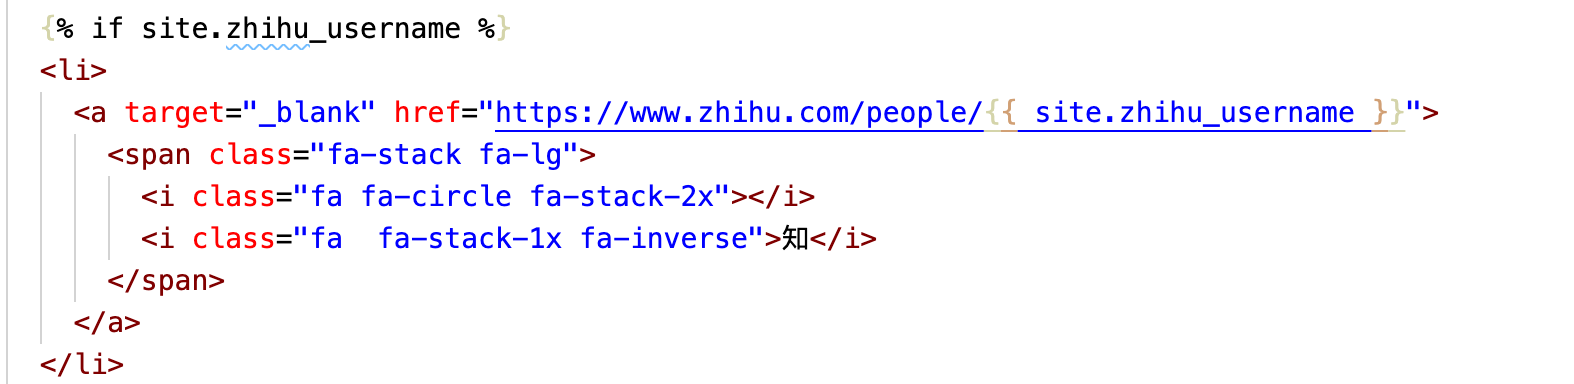 {% if site.zhihu_username %}
<li>
<a target="_blank" href="https://www.zhihu.com/people/{{ site.zhihu_username }}">
<span class="fa-stack fa-lg">
<i class="fa fa-circle fa-stack-2x"></i>
<i class="fa  fa-stack-1x fa-inverse">知</i>
</span>
</a>
</li>